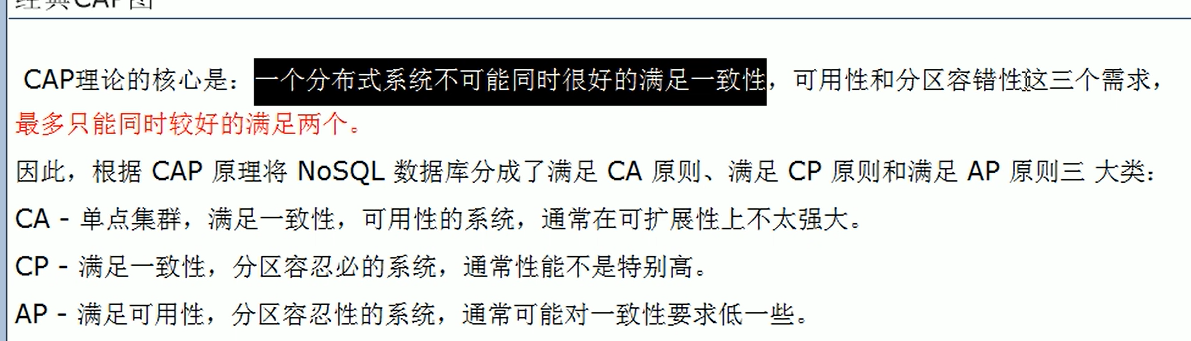 经典CAP图
CAP理论的核心是：一个分布式系统不可能同时很好的满足一致性，可用性和分区容错性这三个需求，
最多只能同时较好的满足两个。
因此，根据 CAP 原理将 NoSQL 数据库分成了满足 CA 原则、满足 CP 原则和满足 AP 原则三 大类：
CA - 单点集群，满足一致性，可用性的系统，通常在可扩展性上不太强大。
CP - 满足一致性，分区容忍必的系统，通常性能不是特别高。
AP - 满足可用性，分区容忍性的系统，通常可能对一致性要求低一些。